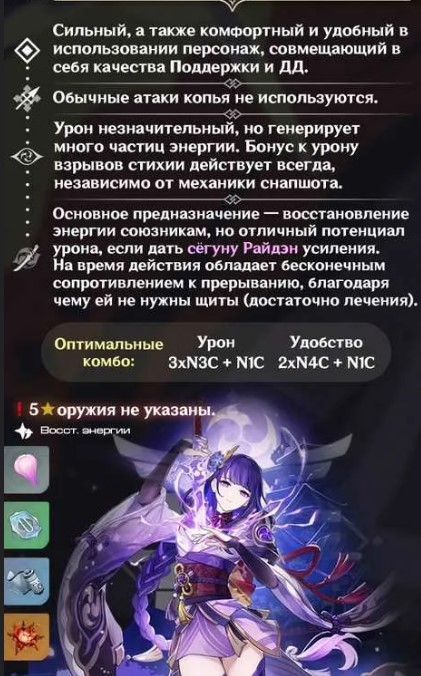 Сильный, а также комфортный и удобный в
использовании персонаж, совмещающий в
себя качества Поддержки и ДД.
Обычные атаки копья не используются.
Урон незначительный, но генерирует
много частиц энергии. Бонус к урону
взрывов стихии действует всегда,
независимо от механики снапшота.
Основное предназначение — восстановление
энергии союзникам, но отличный потенциал
урона, если дать сёгуну Райдэн усиления.
На время действия обладает бесконечным
сопротивлением к прерыванию, благодаря
чему ей не нужны щиты (достаточно лечения).
Оптимальные комбо:
Урон
3xN3C + N1C
Удобство
2xN4C + N1C
! 5★оружия не указаны.
Восст. энергии